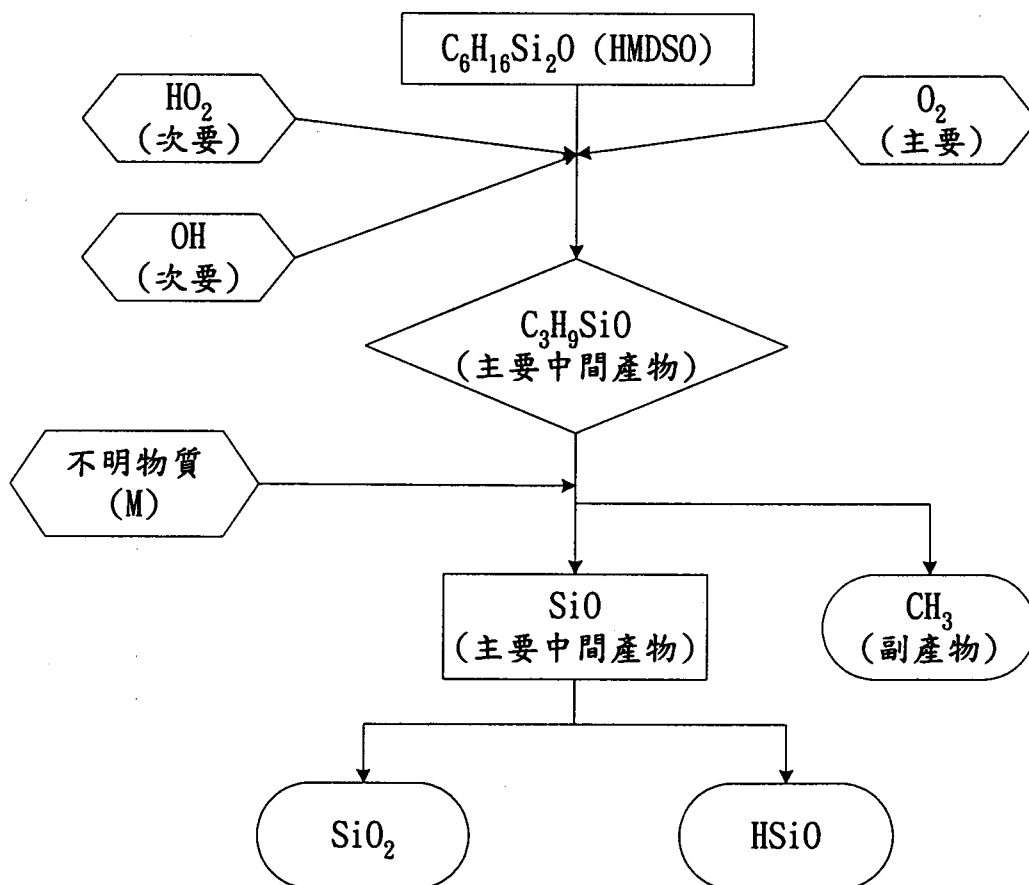 C₆H₁₆Si₂O (HMDSO)
HO₂
(次要)
O₂
(主要)
OH
(次要)
C₃H₉SiO
(主要中間產物)
不明物質
(M)
SiO
(主要中間產物)
CH₃
(副產物)
SiO₂
HSiO